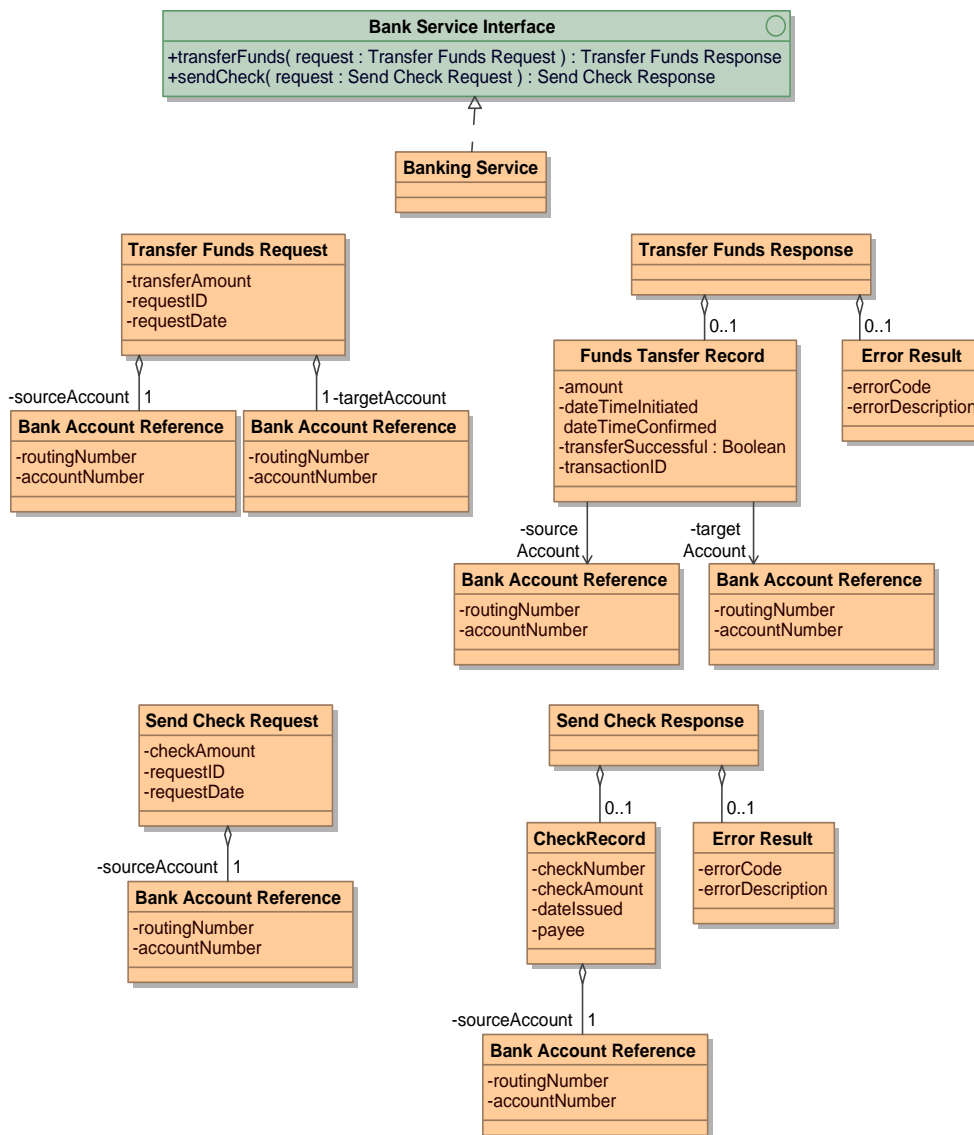 Bank Service Interface
+transferFunds( request : Transfer Funds Request ) : Transfer Funds Response
+sendCheck( request : Send Check Request ) : Send Check Response
Banking Service
Transfer Funds Request
-transferAmount
-requestID
-requestDate
-sourceAccount
1
1
-targetAccount
Bank Account Reference
-routingNumber
-accountNumber
Bank Account Reference
-routingNumber
-accountNumber
Transfer Funds Response
0..1
0..1
Funds Tansfer Record
-amount
-dateTimeInitiated
dateTimeConfirmed
-transferSuccessful : Boolean
-transactionID
Error Result
-errorCode
-errorDescription
-source
Account
-target
Account
Bank Account Reference
-routingNumber
-accountNumber
Bank Account Reference
-routingNumber
-accountNumber
Send Check Request
-checkAmount
-requestID
-requestDate
-sourceAccount
1
Bank Account Reference
-routingNumber
-accountNumber
Send Check Response
0..1
0..1
CheckRecord
-checkNumber
-checkAmount
-dateIssued
-payee
Error Result
-errorCode
-errorDescription
-sourceAccount
1
Bank Account Reference
-routingNumber
-accountNumber